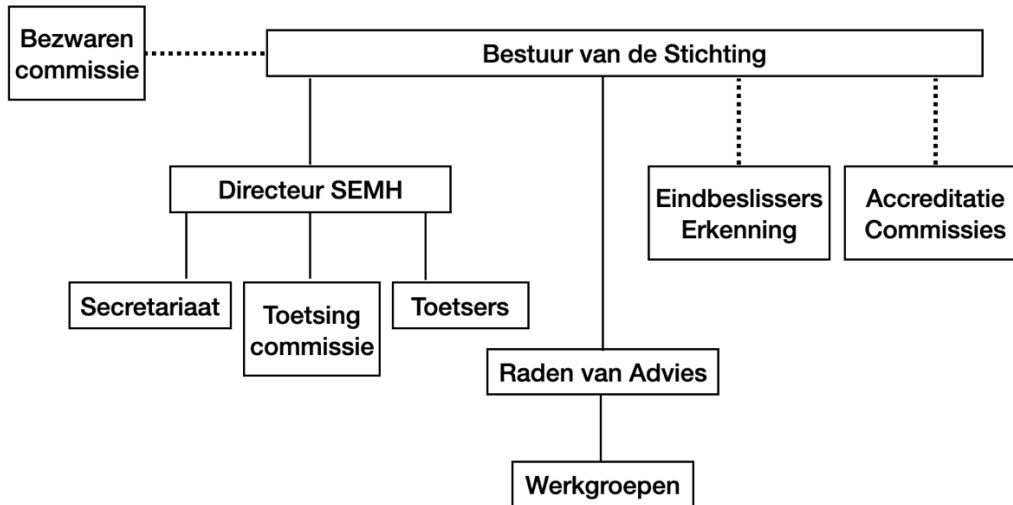 Bezwaren
commissie
Bestuur van de Stichting
Directeur SEMH
Eindbeslissers
Erkenning
Accreditatie
Commissies
Secretariaat
Toetsing
commissie
Toetsers
Raden van Advies
Werkgroepen